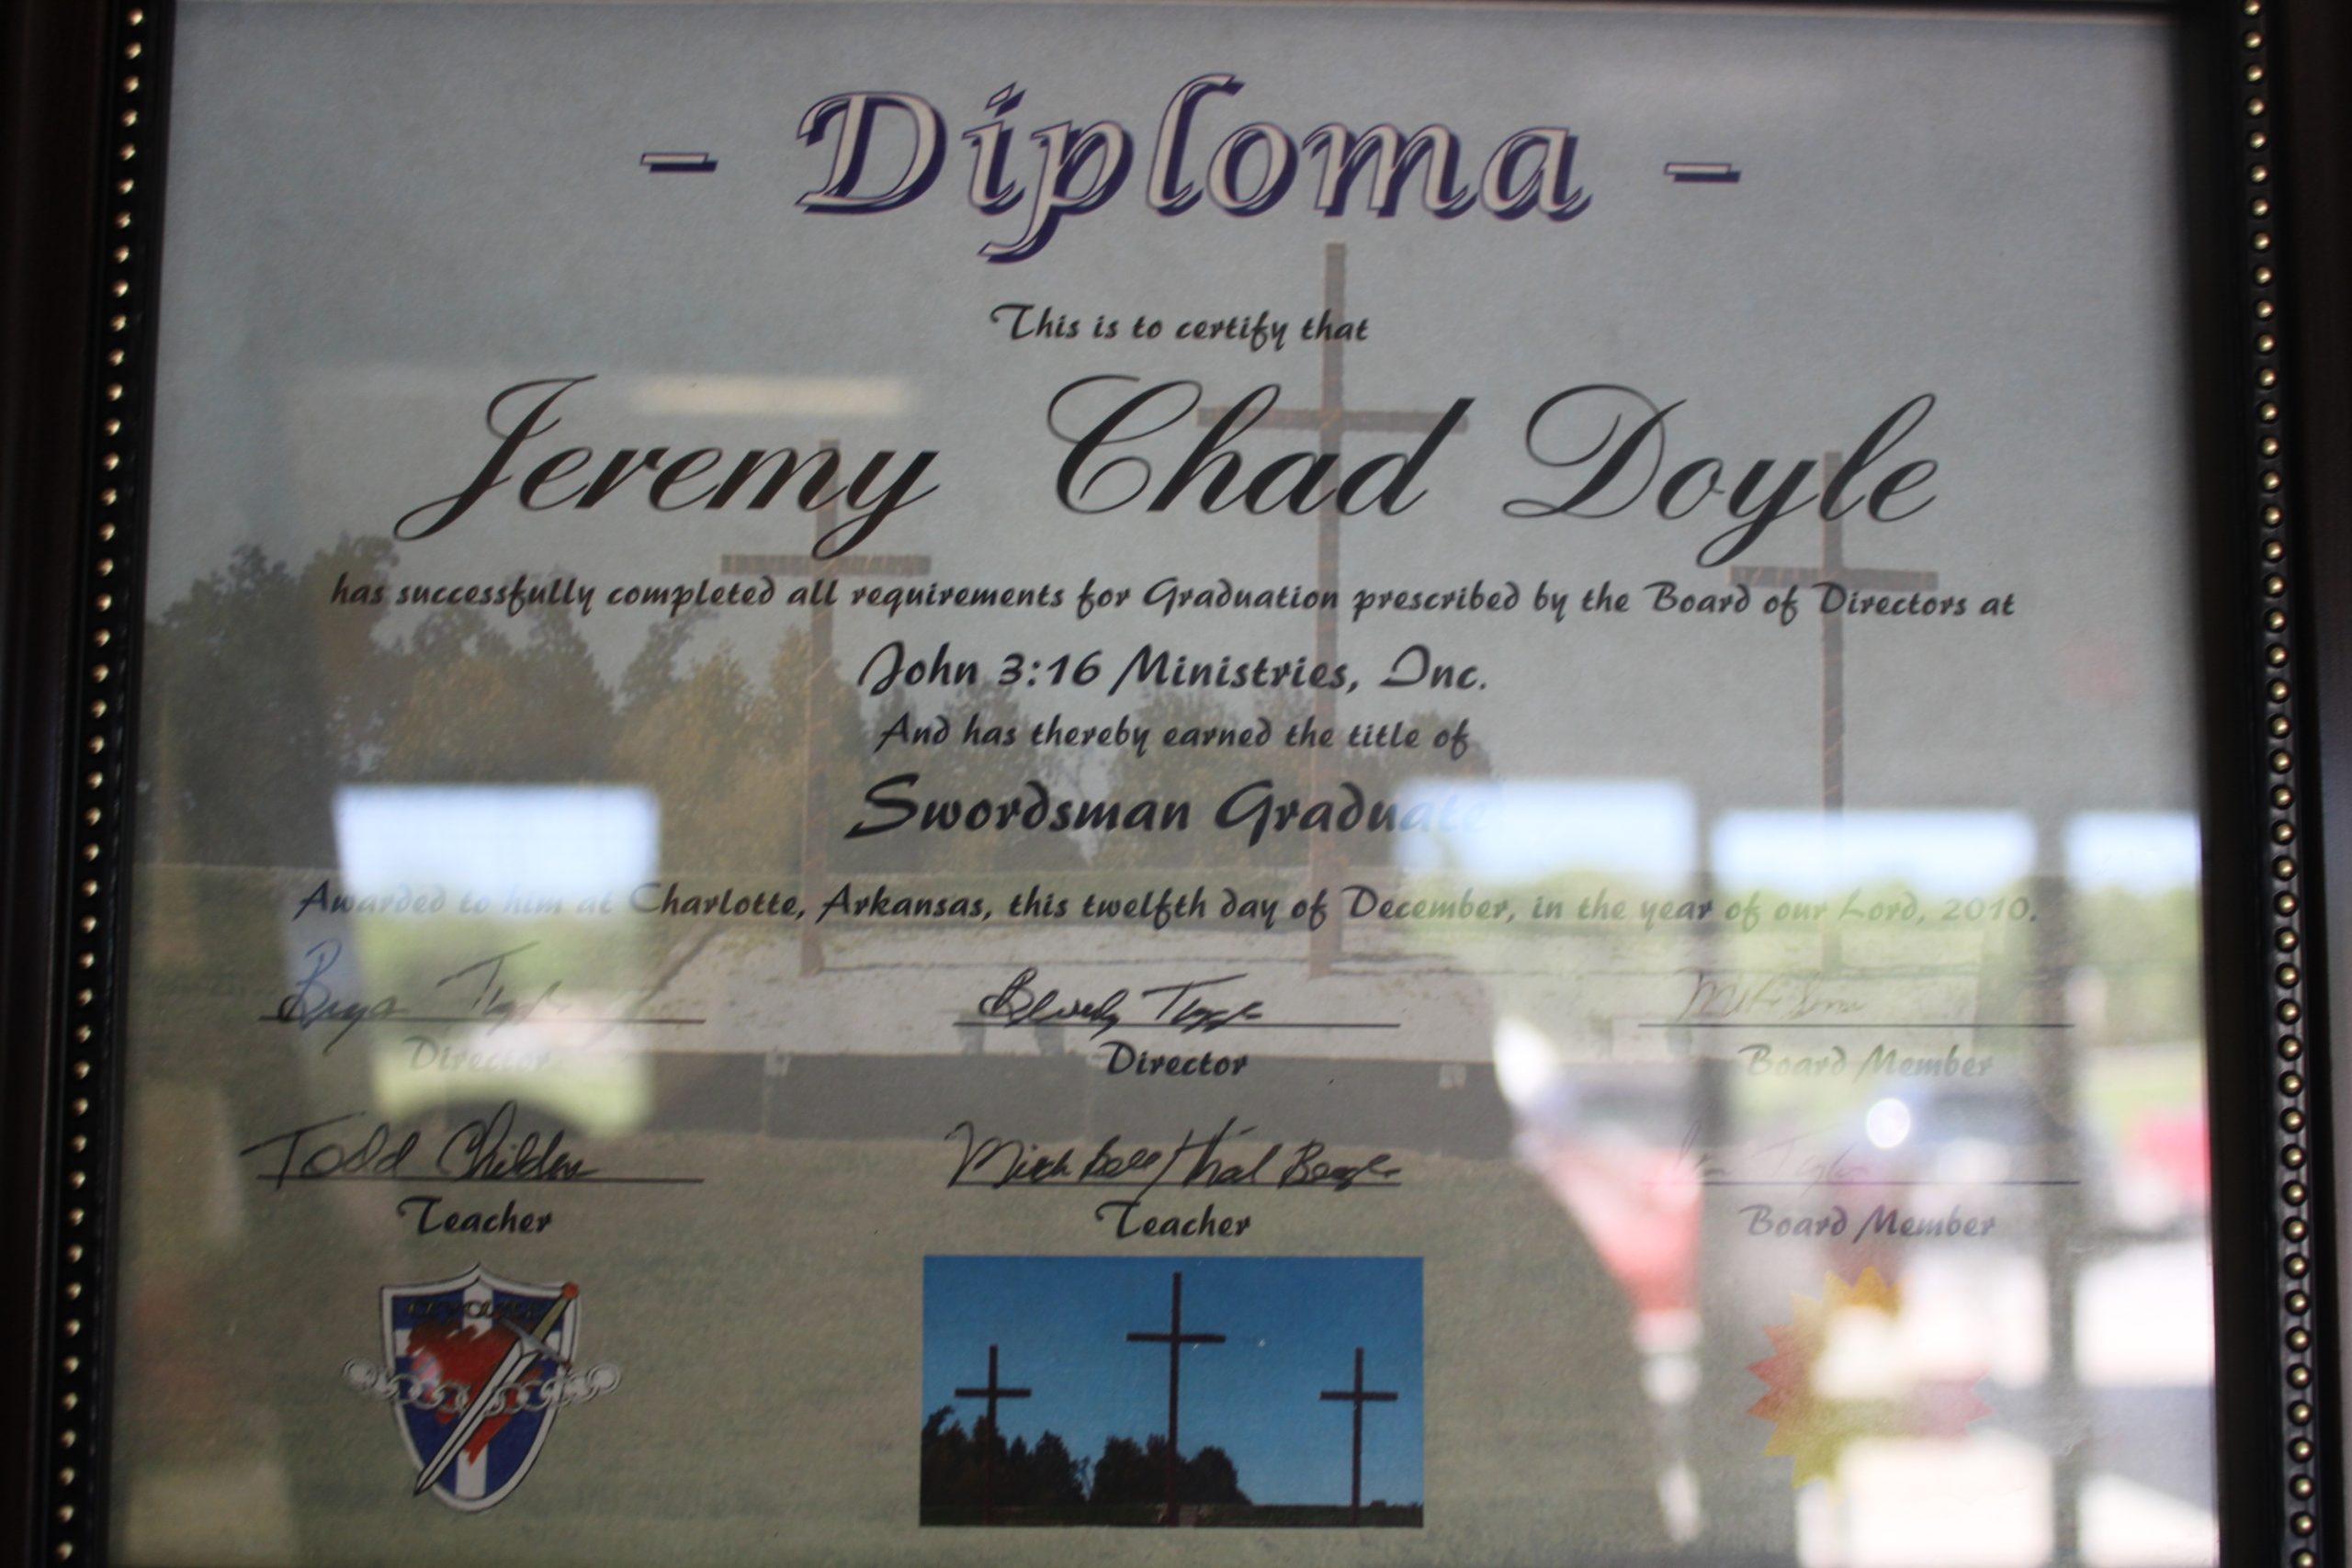 - Diploma -
This is to certify that
Jeremy Chad Doyle
has successfully completed all requirements for Graduation prescribed by the Board of Directors at
John 3:16 Ministries, Inc.
And has thereby earned the title of
Swordsman Graduate
Awarded to him at Charlotte, Arkansas, this twelfth day of December, in the year of our Lord, 2010.
Director Director Board Member
Todd
Teacher Teacher Board Member